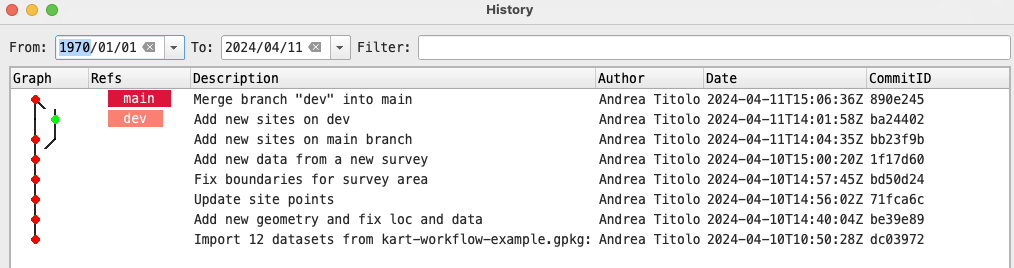 History
From: 1970/01/01 To: 2024/04/11 Filter:
Graph Refs Description Author Date CommitID
main Merge branch "dev" into main Andrea Titolo 2024-04-11T15:06:36Z 890e245
dev Add new sites on dev Andrea Titolo 2024-04-11T14:01:58Z ba24402
Add new sites on main branch Andrea Titolo 2024-04-11T14:04:35Z bb23f9b
Add new data from a new survey Andrea Titolo 2024-04-10T15:00:20Z 1f17d60
Fix boundaries for survey area Andrea Titolo 2024-04-10T14:57:45Z bd50d24
Update site points Andrea Titolo 2024-04-10T14:56:02Z 71fca6c
Add new geometry and fix loc and data Andrea Titolo 2024-04-10T14:40:04Z be39e89
Import 12 datasets from kart-workflow-example.gpkg: Andrea Titolo 2024-04-10T10:50:28Z dc03972